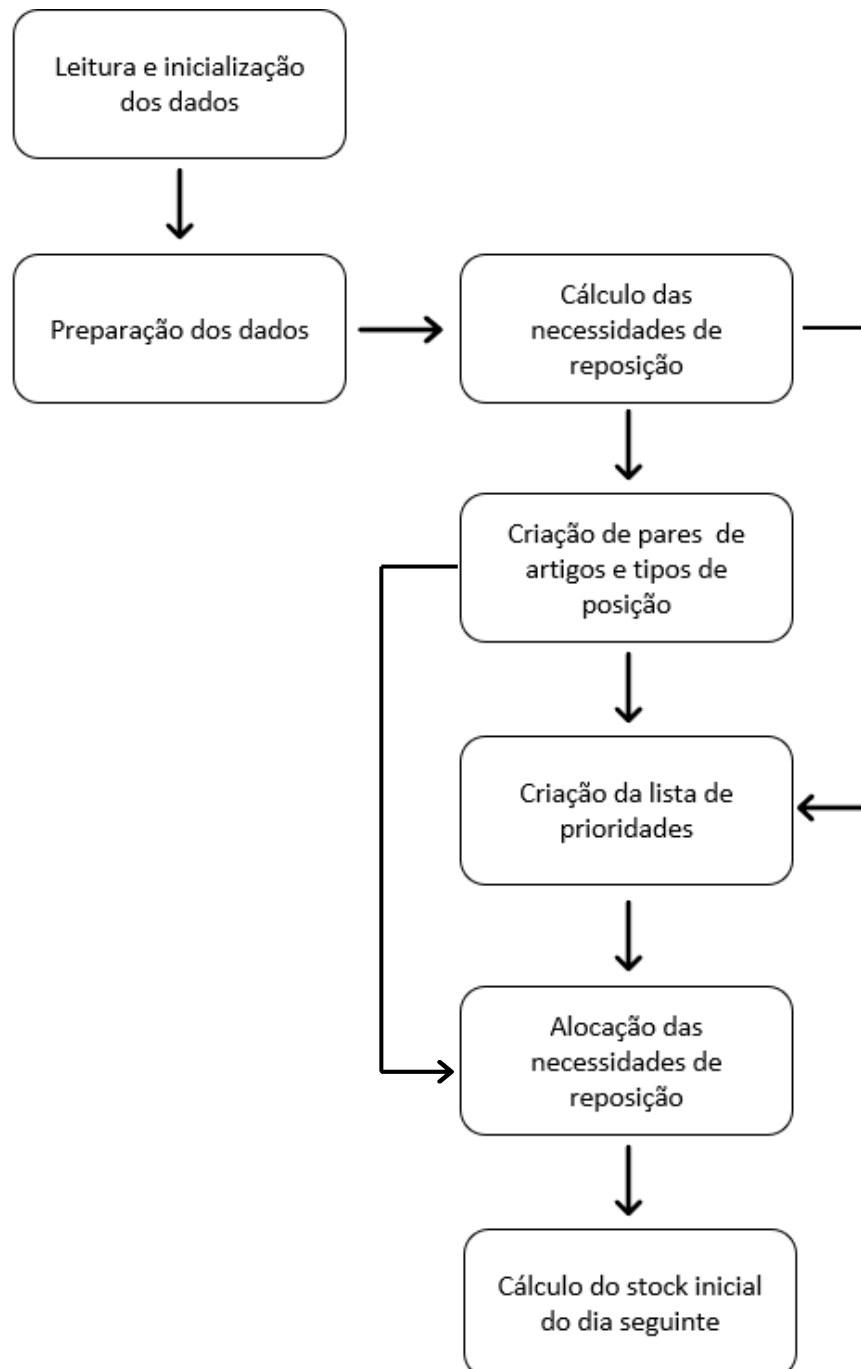 Leitura e inicialização
dos dados
Preparação dos dados
Cálculo das
necessidades de
reposição
Criação de pares  de
artigos e tipos de
posição
Criação da lista de
prioridades
Alocação das
necessidades de
reposição
Cálculo do stock inicial
do dia seguinte